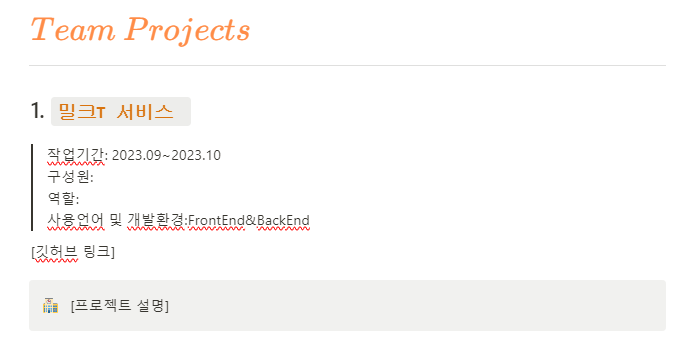 Team Projects
1. 밀크T 서비스
작업기간: 2023.09~2023.10
구성원:
역할:
사용언어 및 개발환경:FrontEnd&BackEnd
[깃허브 링크]
[프로젝트 설명]